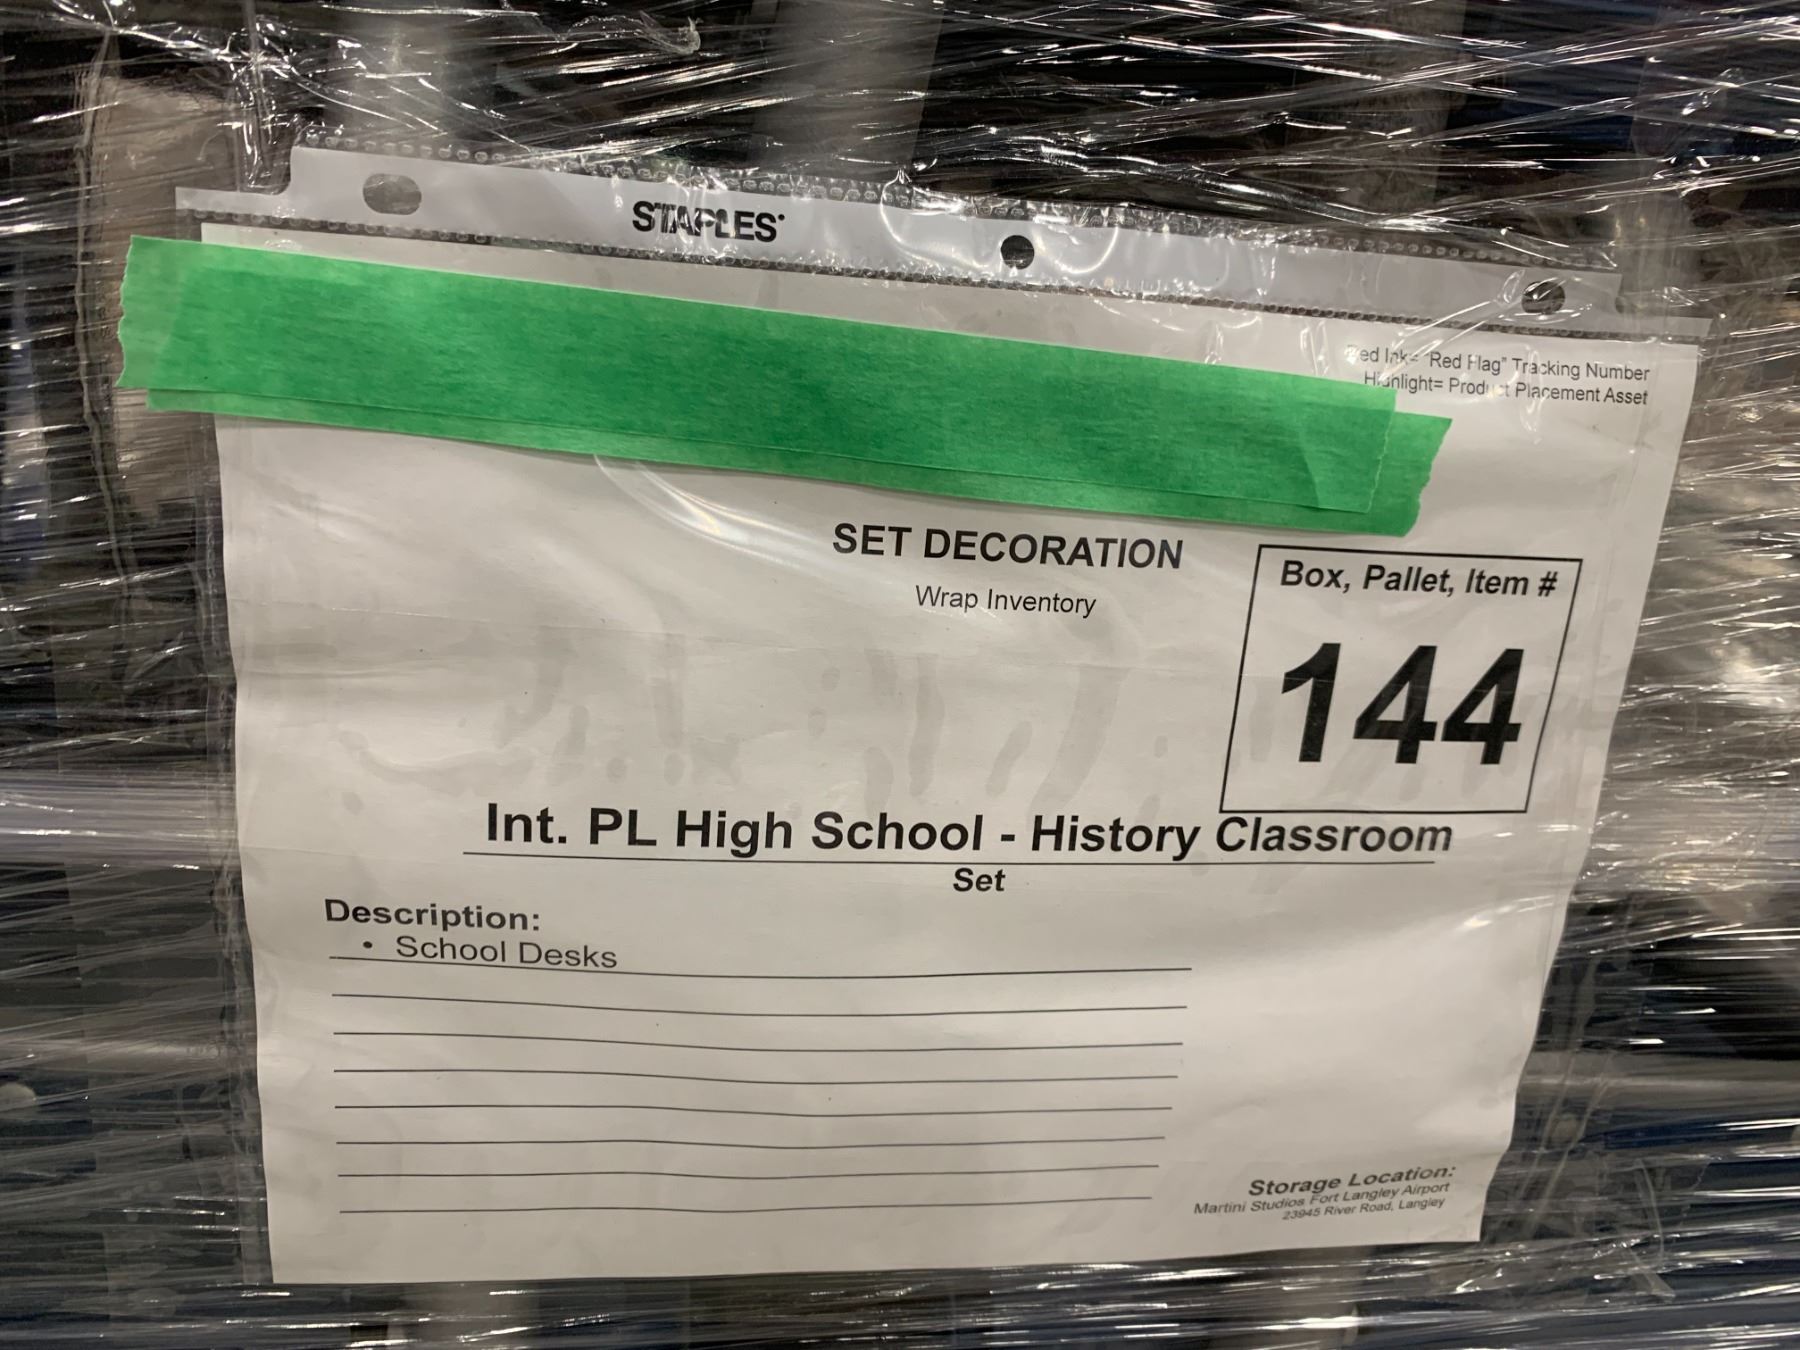 STAPLES
Red Ink= "Red Flag" Tracking Number
Highlight= Product Placement Asset
SET DECORATION
Wrap Inventory
Box, Pallet, Item #
144
Int. PL High School - History Classroom
Set
Description:
• School Desks
Storage Location:
Martini Studios Fort Langley Airport
23945 River Road, Langley